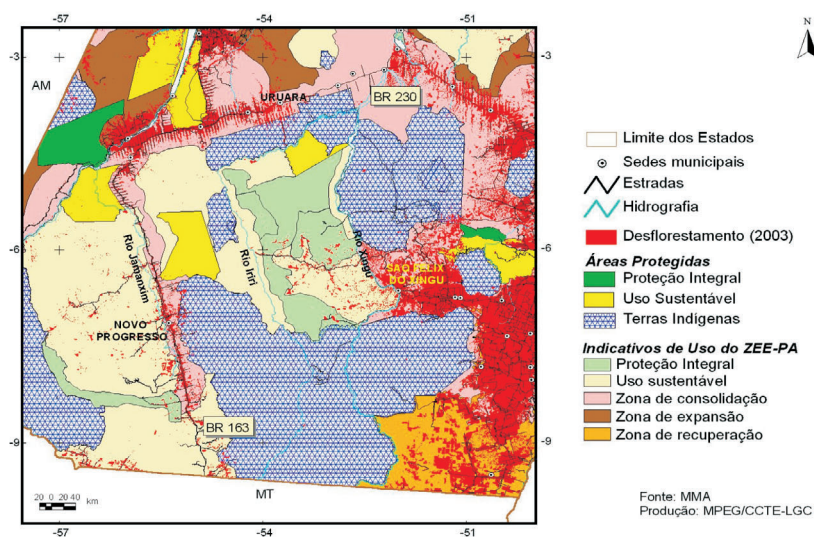 -57
-54
-51
-3
-3
AM
URUARA
BR 230
-6
-6
Rio Jamanxim
Rio Iriri
Rio Xingu
SÃO FELIX
DO XINGU
NOVO
PROGRESSO
-9
-9
BR 163
MT
20 0 20 40 km
-57
-54
-51
N
Limite dos Estados
Sedes municipais
Estradas
Hidrografia
Desflorestamento (2003)
Áreas Protegidas
Proteção Integral
Uso Sustentável
Terras Indígenas
Indicativos de Uso do ZEE-PA
Proteção Integral
Uso sustentável
Zona de consolidação
Zona de expansão
Zona de recuperação
Fonte: MMA
Produção: MPEG/CCTE-LGC